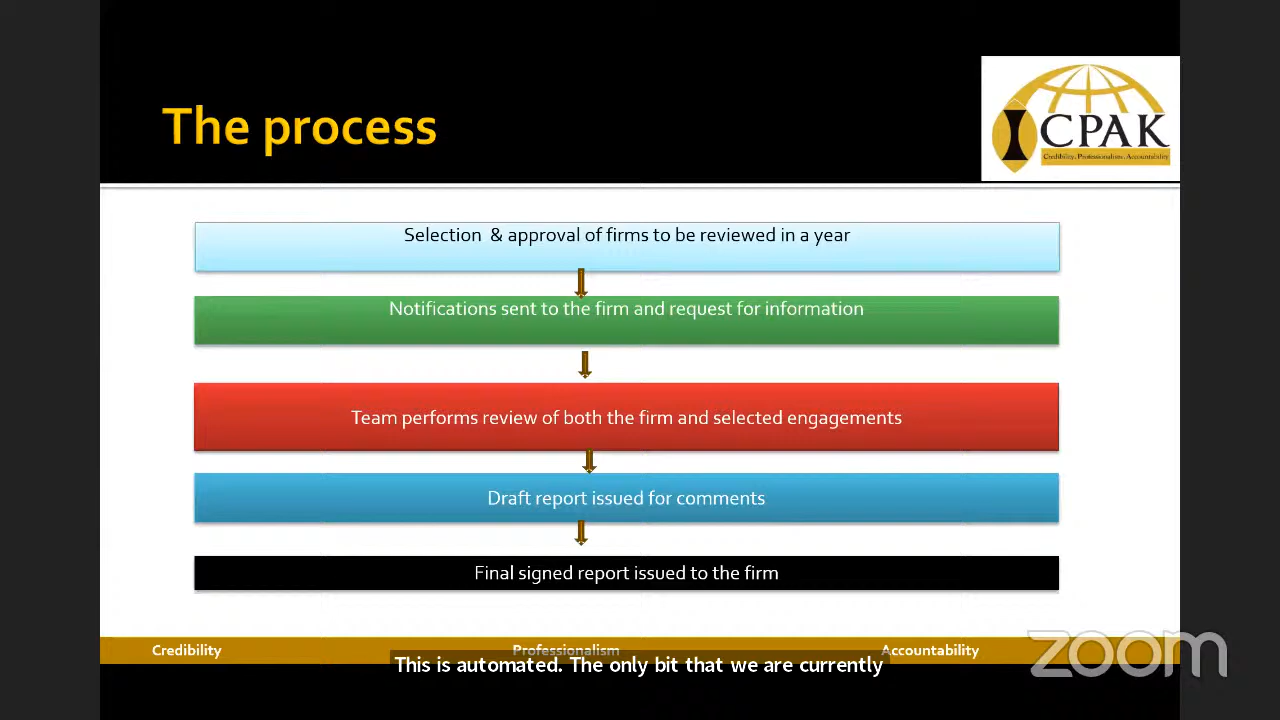 The process
CPAK
Credibility, Professionalism, Accountability
Selection & approval of firms to be reviewed in a year
Notifications sent to the firm and request for information
Team performs review of both the firm and selected engagements
Draft report issued for comments
Final signed report issued to the firm
Credibility Professionalism Accountability
This is automated. The only bit that we are currently
zoom